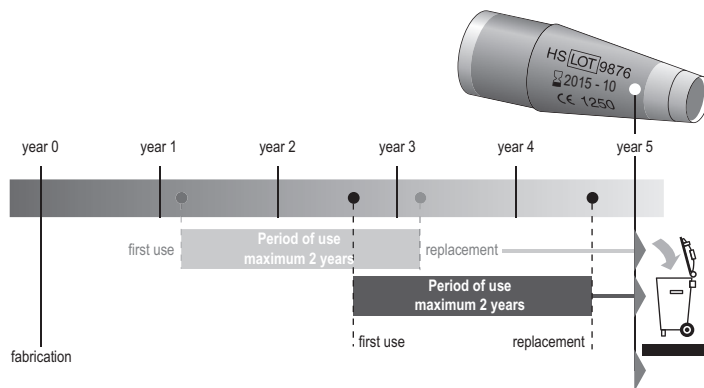 HS LOT 9876
2015 - 10
CE 1250
year 0 year 1 year 2 year 3 year 4 year 5
first use
Period of use
maximum 2 years
replacement
Period of use
maximum 2 years
first use
replacement
fabrication